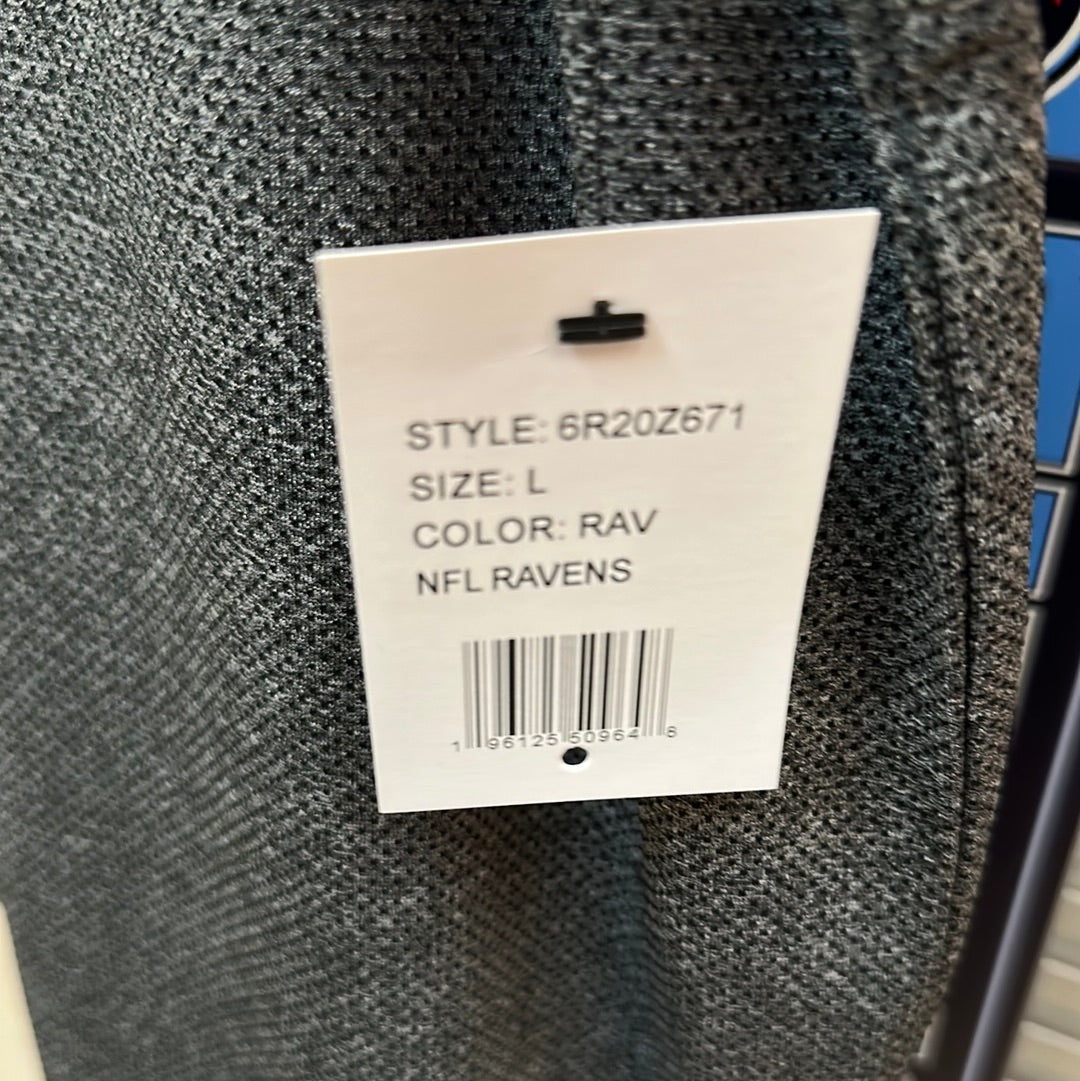 STYLE: 6R20Z671
SIZE: L
COLOR: RAV
NFL RAVENS
1 96125 50964 8